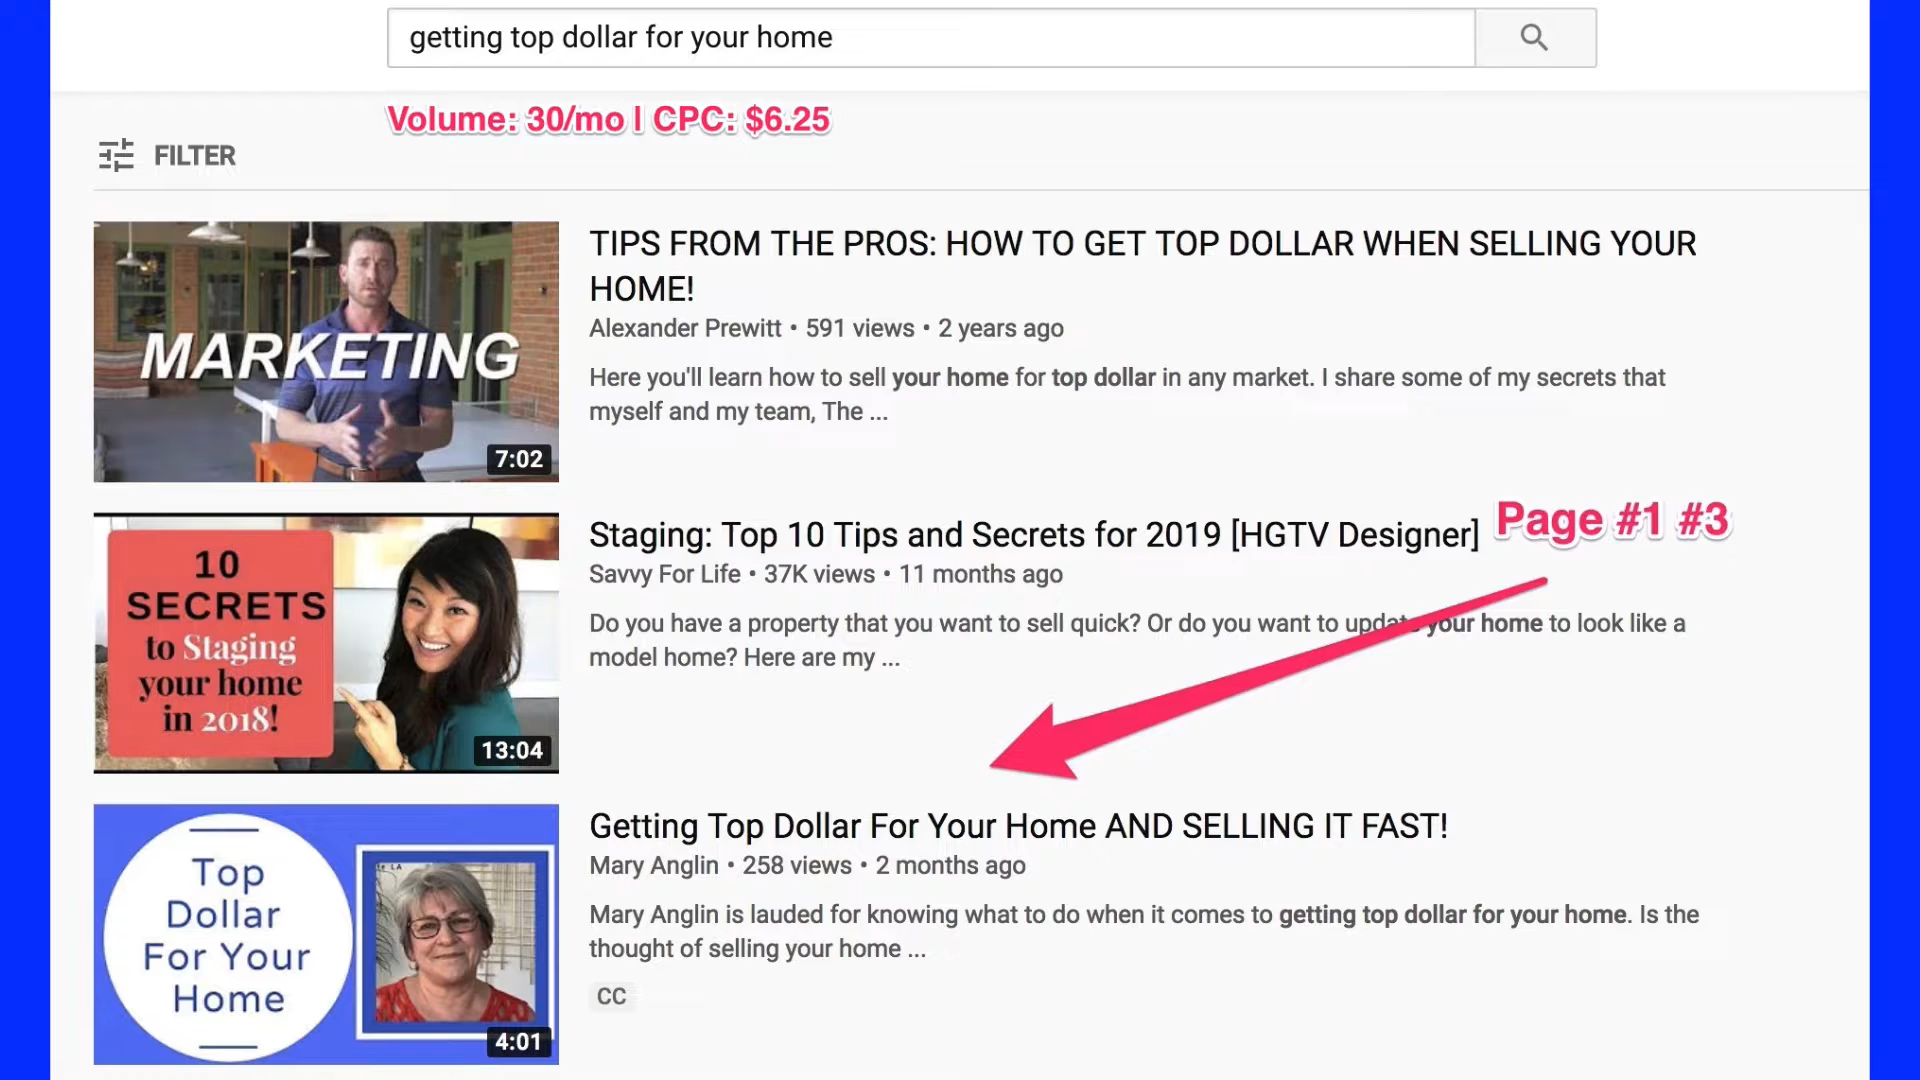 getting top dollar for your home
Volume: 30/mo | CPC: $6.25
FILTER
MARKETING
7:02
TIPS FROM THE PROS: HOW TO GET TOP DOLLAR WHEN SELLING YOUR
HOME!
Alexander Prewitt • 591 views • 2 years ago
Here you'll learn how to sell your home for top dollar in any market. I share some of my secrets that
myself and my team, The ...
10
SECRETS
to Staging
your home
in 2018!
13:04
Staging: Top 10 Tips and Secrets for 2019 [HGTV Designer]
Page #1 #3
Savvy For Life • 37K views • 11 months ago
Do you have a property that you want to sell quick? Or do you want to update your home to look like a
model home? Here are my ...
Top
Dollar
For Your
Home
LA
4:01
Getting Top Dollar For Your Home AND SELLING IT FAST!
Mary Anglin • 258 views • 2 months ago
Mary Anglin is lauded for knowing what to do when it comes to getting top dollar for your home. Is the
thought of selling your home ...
CC